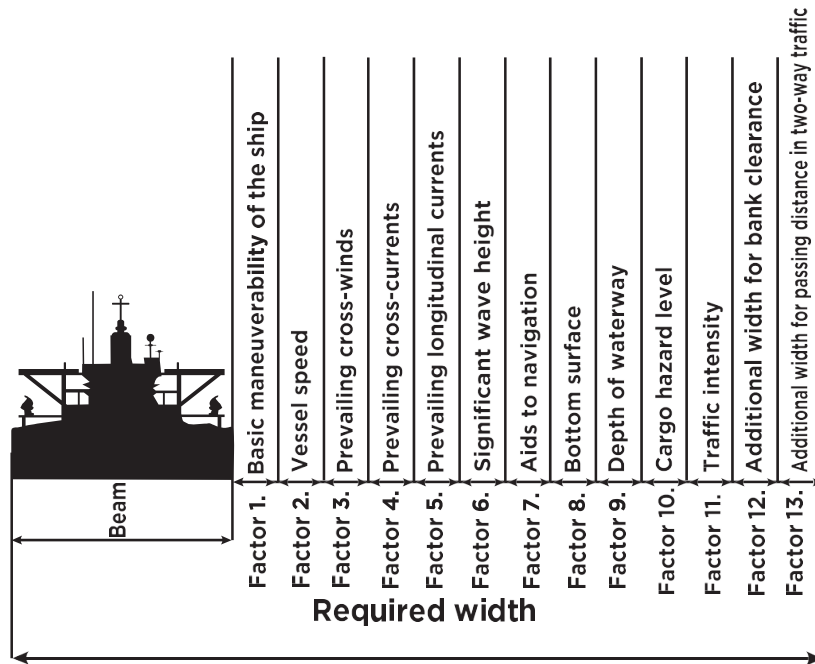 Beam
Factor 1. Basic maneuverability of the ship
Factor 2. Vessel speed
Factor 3. Prevailing cross-winds
Factor 4. Prevailing cross-currents
Factor 5. Prevailing longitudinal currents
Factor 6. Significant wave height
Factor 7. Aids to navigation
Factor 8. Bottom surface
Factor 9. Depth of waterway
Factor 10. Cargo hazard level
Factor 11. Traffic intensity
Factor 12. Additional width for bank clearance
Factor 13. Additional width for passing distance in two-way traffic
Required width